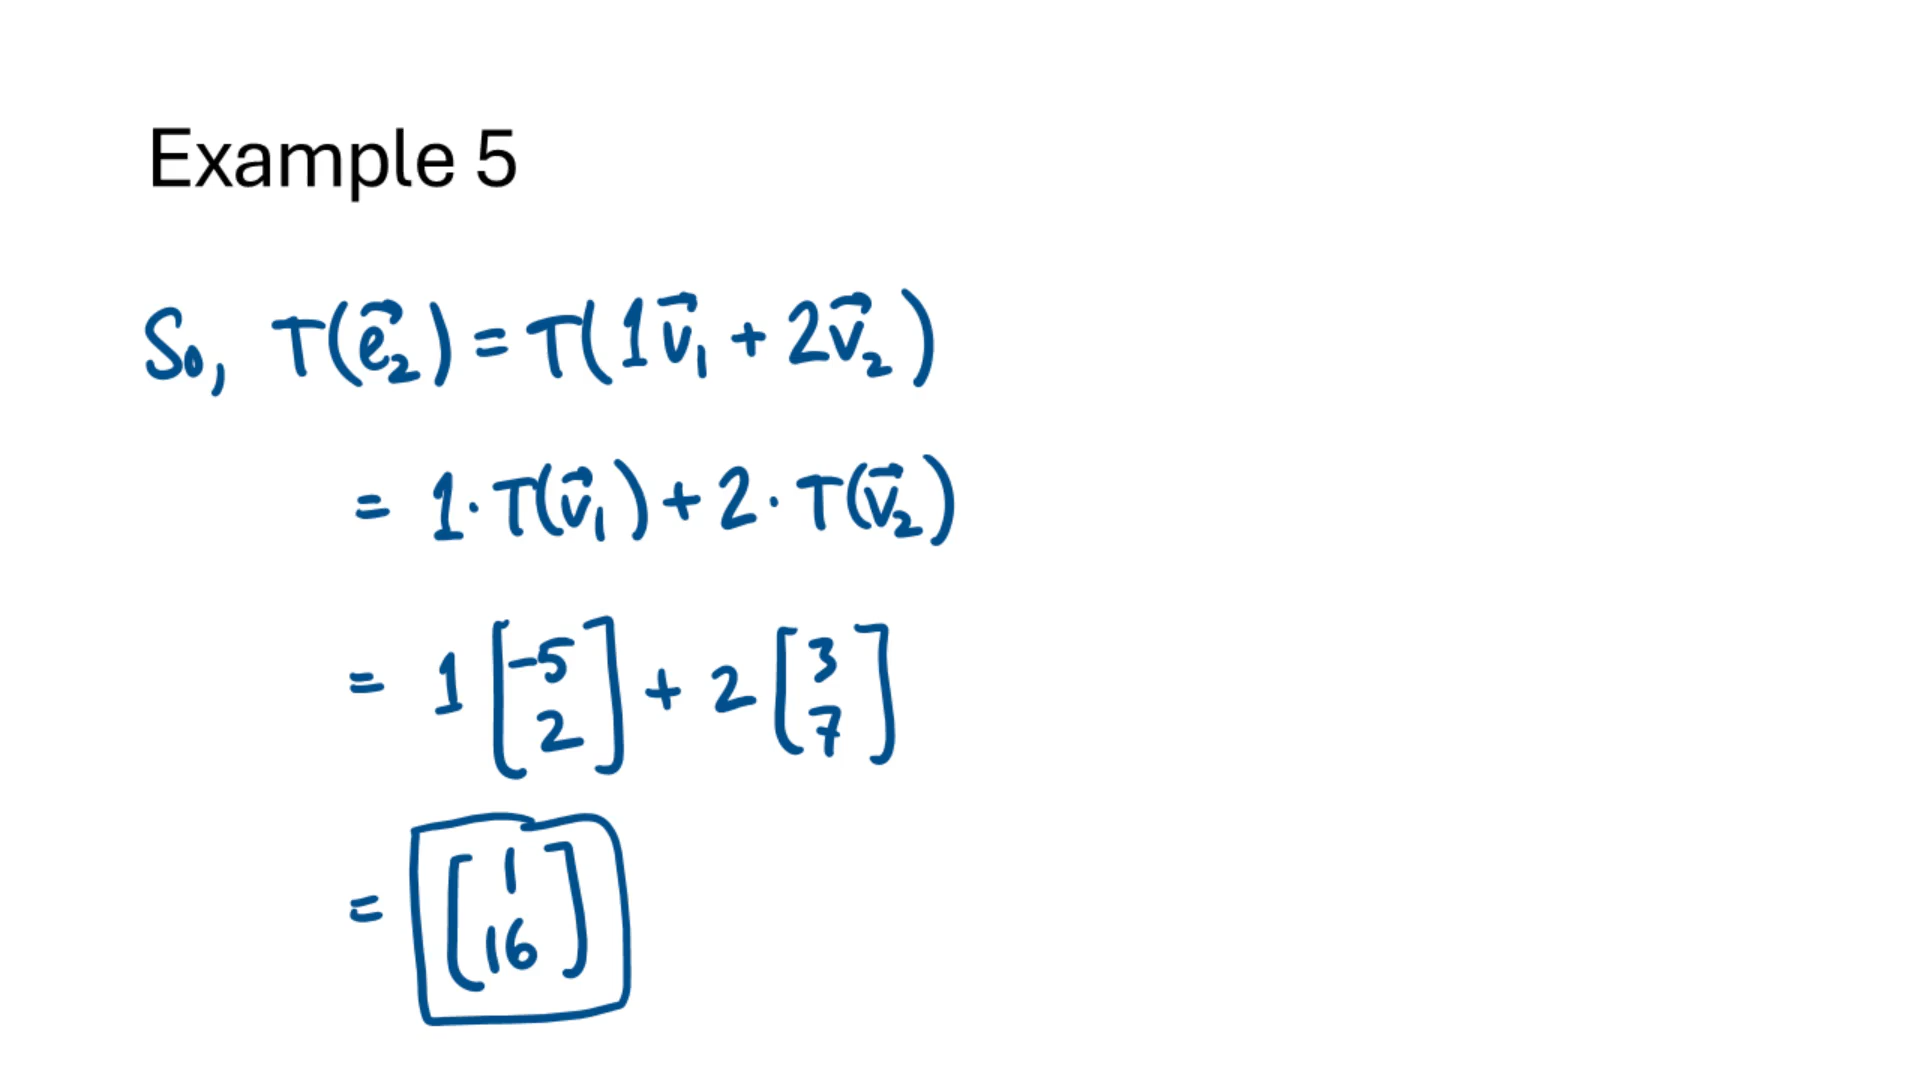 Example 5
So, T(e⃗₂) = T(1v⃗₁ + 2v⃗₂)
= 1·T(v⃗₁) + 2·T(v⃗₂)
= 1 [-5 2] + 2 [3 7]
= [1 16]